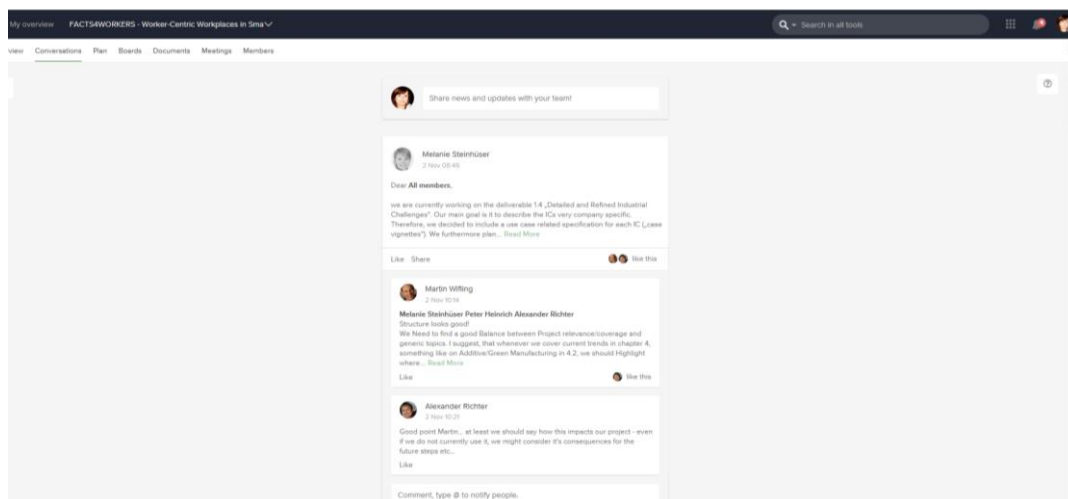 My overview FACTS4WORKERS - Worker-Centric Workplaces in Sma
Search in all tools
view Conversations Plan Boards Documents Meetings Members
Share news and updates with your team!
Melanie Steinhüser
2 Nov 08:46
Dear All members,
we are currently working on the deliverable 1.4 „Detailed and Refined Industrial
Challenges". Our main goal is it to describe the ICs very company specific.
Therefore, we decided to include a use case related specification for each IC („case
vignettes"). We furthermore plan... Read More
Like Share
like this
Martin Wifling
2 Nov 10:14
Melanie Steinhüser Peter Heinrich Alexander Richter
Structure looks good!
We Need to find a good Balance between Project relevance/coverage and
generic topics. I suggest, that whenever we cover current trends in chapter 4,
something like on Additive/Green Manufacturing in 4.2, we should Highlight
where... Read More
Like
like this
Alexander Richter
2 Nov 10:21
Good point Martin... at least we should say how this impacts our project - even
if we do not currently use it, we might consider it's consequences for the
future steps etc..
Like
Comment, type @ to notify people.